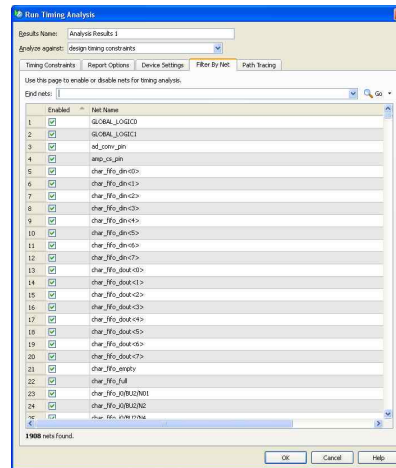 Run Timing Analysis
Results Name: Analysis Results 1
Analyze against: design timing constraints
Timing Constraints Report Options Device Settings Filter By Net Path Tracing
Use this page to enable or disable nets for timing analysis.
Find nets: Go
Enabled Net Name
1 GLOBAL_LOGIC0
2 GLOBAL_LOGIC1
3 ad_conv_pin
4 amp_cs_pin
5 char_fifo_din<0>
6 char_fifo_din<1>
7 char_fifo_din<2>
8 char_fifo_din<3>
9 char_fifo_din<4>
10 char_fifo_din<5>
11 char_fifo_din<6>
12 char_fifo_din<7>
13 char_fifo_dout<0>
14 char_fifo_dout<1>
15 char_fifo_dout<2>
16 char_fifo_dout<3>
17 char_fifo_dout<4>
18 char_fifo_dout<5>
19 char_fifo_dout<6>
20 char_fifo_dout<7>
21 char_fifo_empty
22 char_fifo_full
23 char_fifo_i0/BU2/N01
24 char_fifo_i0/BU2/N2
25 char_fifo_i0/BU2/N4
1908 nets found.
OK Cancel Help